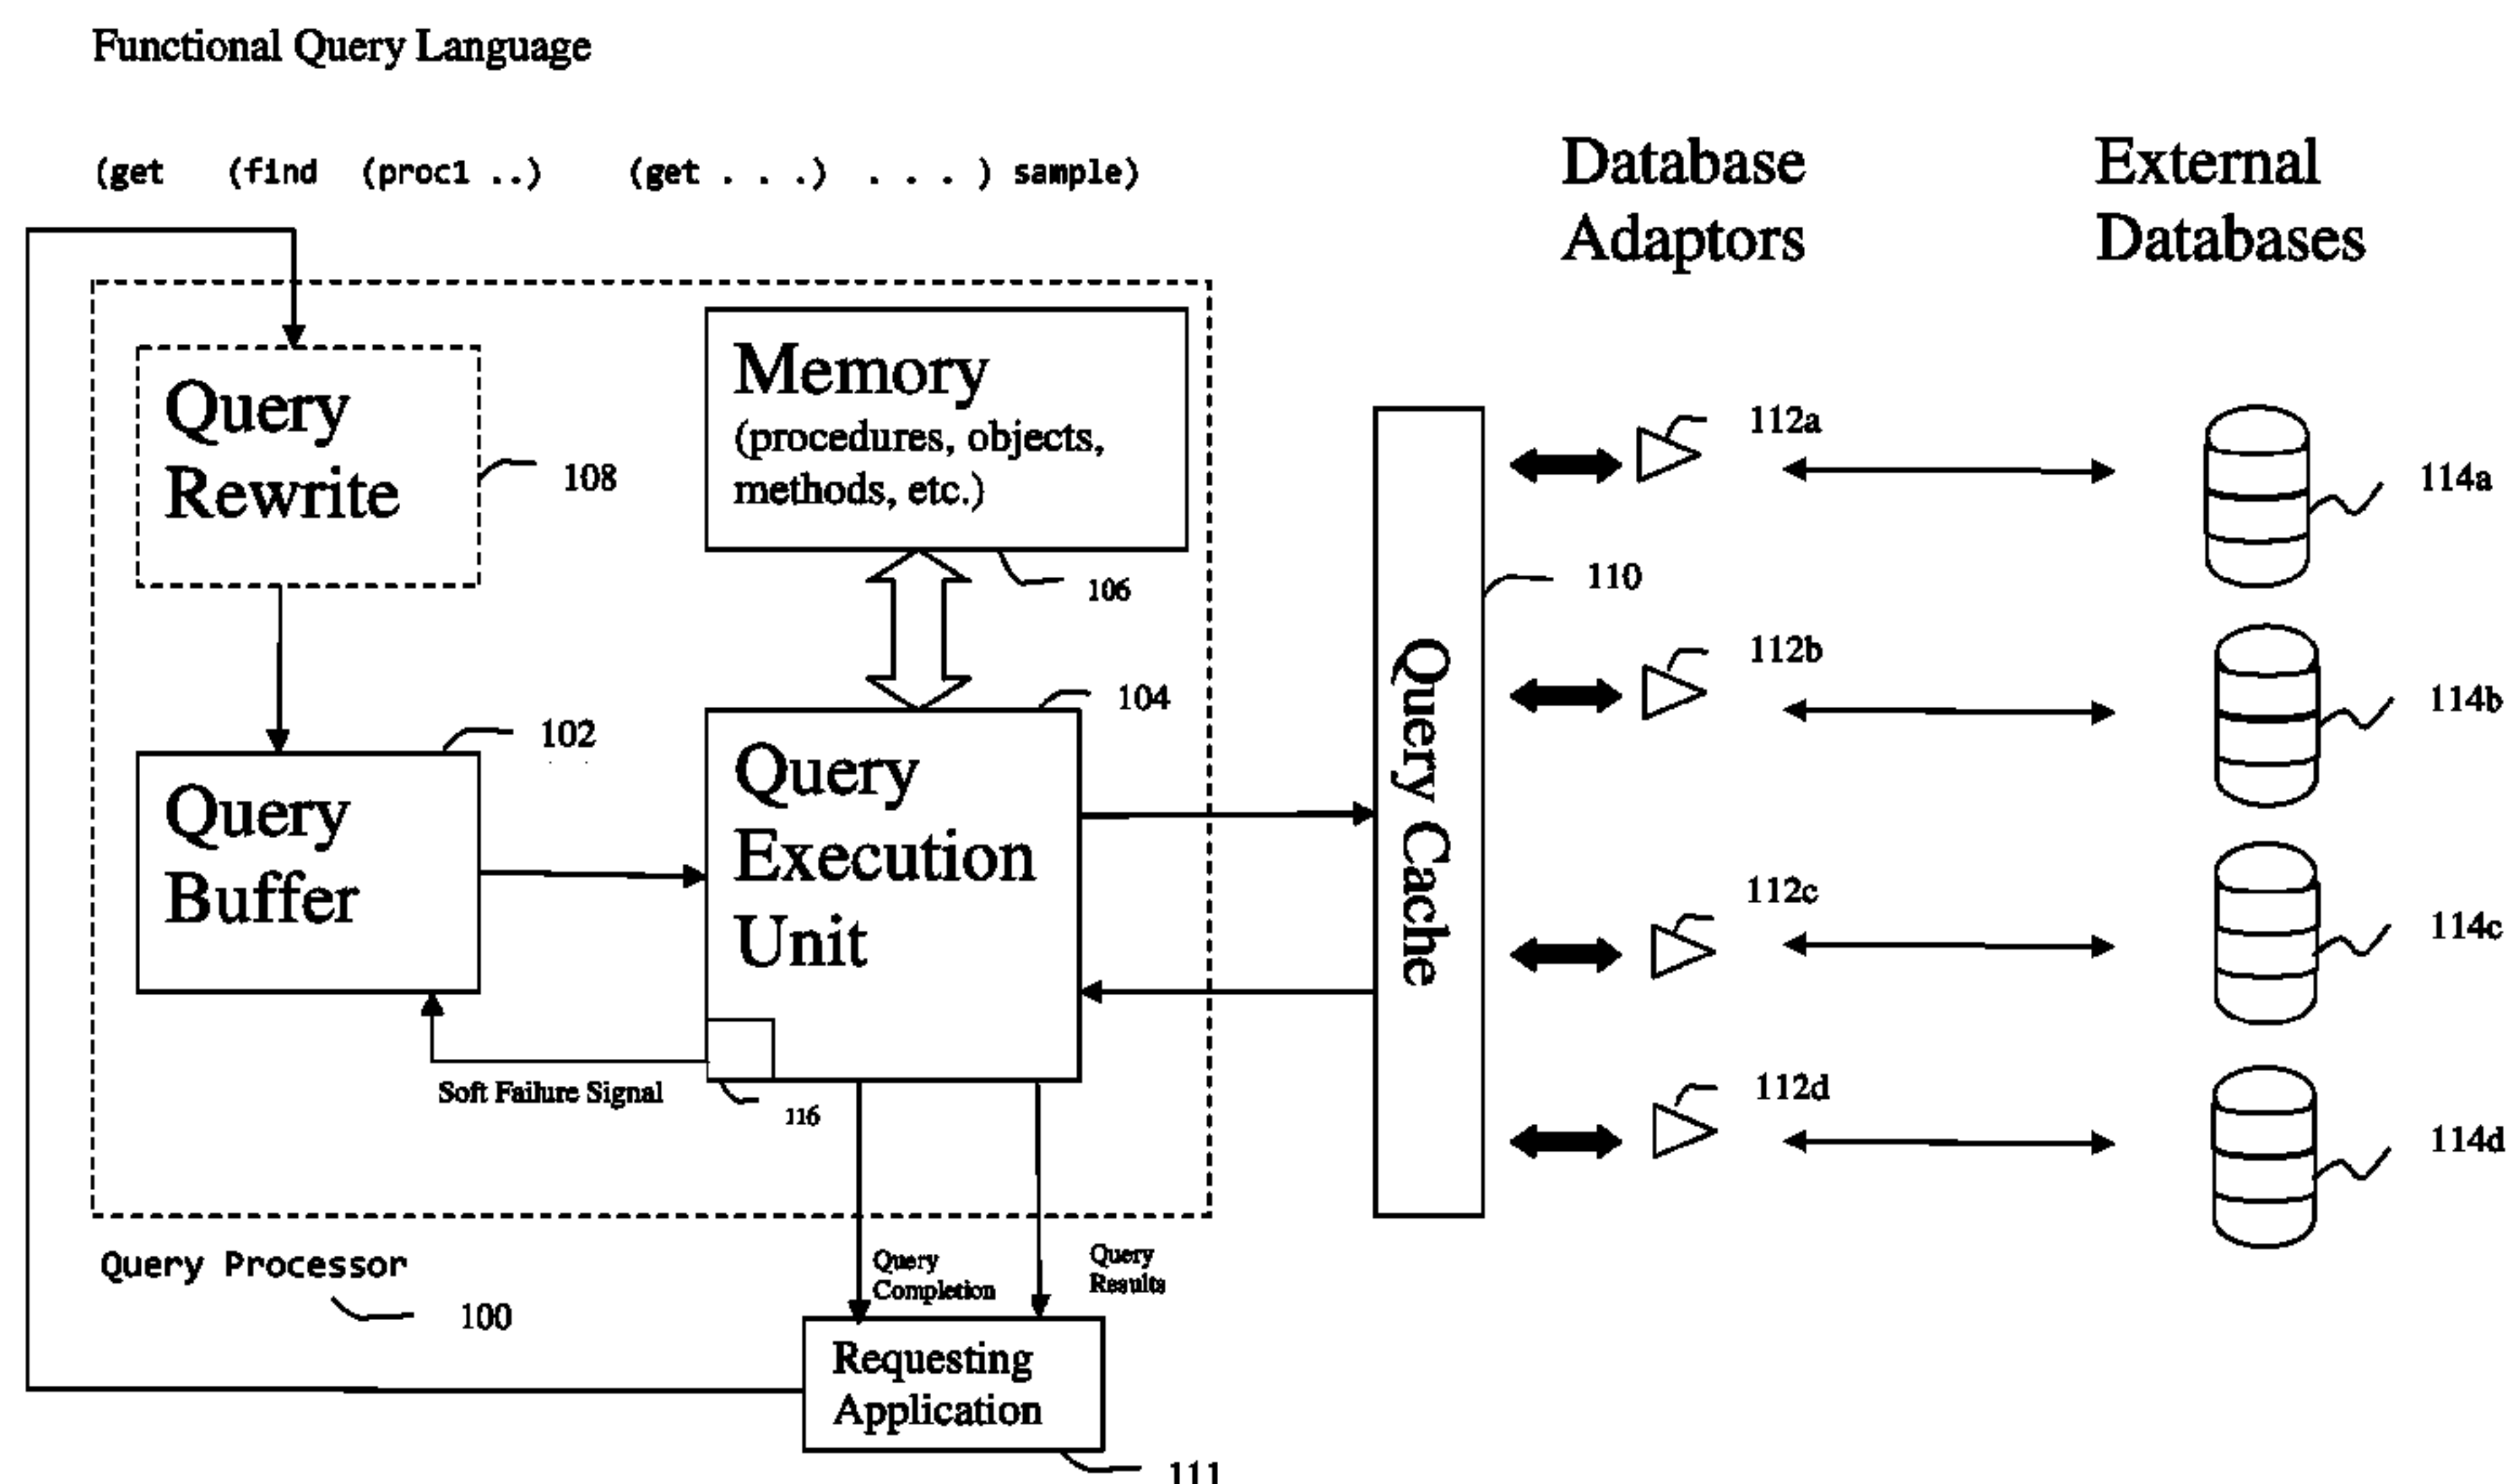 Functional Query Language
(get (find (proc1 ..) (get . . .) . . . ) sample)
Database
Adaptors
External
Databases
Query
Rewrite
108
Memory
(procedures, objects,
methods, etc.)
106
Query
Buffer
102
Query
Execution
Unit
104
116
Soft Failure Signal
Query Cache
110
112a
112b
112c
112d
114a
114b
114c
114d
Query Processor
100
Query
Completion
Query
Results
Requesting
Application
111